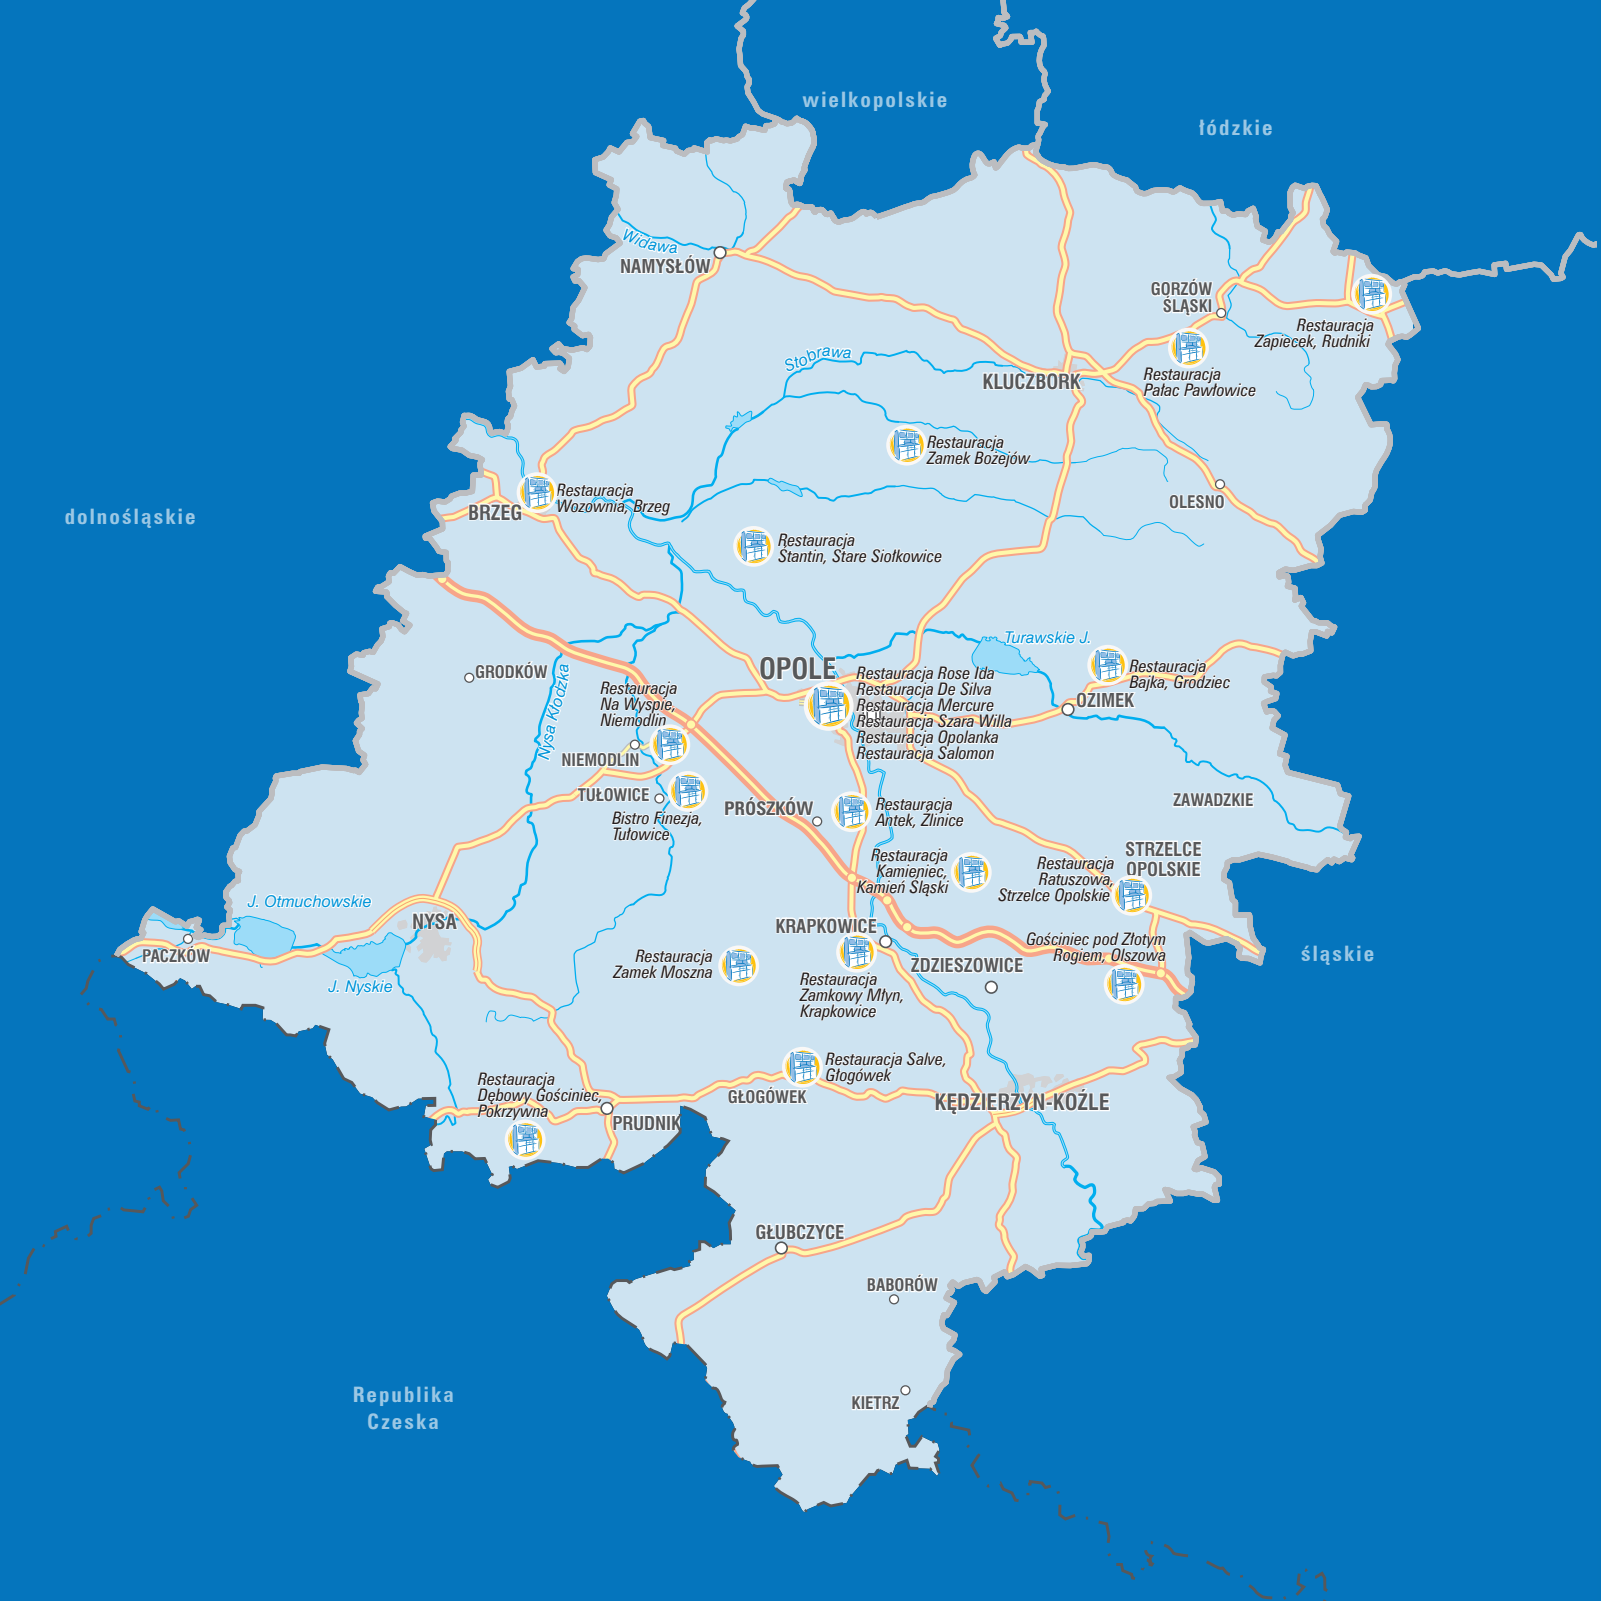 wielkopolskie
łódzkie
Widawa
NAMYSŁÓW
GORZÓW
ŚLĄSKI
Restauracja
Zapiecek, Rudniki
Stobrawa
KLUCZBORK
Restauracja
Pałac Pawłowice
Restauracja
Zamek Bożejów
OLESNO
Restauracja
Wozownia, Brzeg
BRZEG
dolnośląskie
Restauracja
Stantin, Stare Siołkowice
Turawskie J.
OPOLE
GRODKÓW
Nysa Kłodzka
Restauracja
Na Wyspie,
Niemodlin
Restauracja Rose Ida
Restauracja De Silva
Restauracja Mercure
Restauracja Szara Willa
Restauracja Opolanka
Restauracja Salomon
Restauracja
Bajka, Grodziec
OZIMEK
NIEMODLIN
TUŁOWICE
Bistro Finezja,
Tułowice
PRÓSZKÓW
Restauracja
Antek, Zlinice
ZAWADZKIE
STRZELCE
OPOLSKIE
Restauracja
Kamieniec,
Kamień Śląski
Restauracja
Ratuszowa,
Strzelce Opolskie
J. Otmuchowskie
NYSA
KRAPKOWICE
Gościniec pod Złotym
Rogiem, Olszowa
śląskie
PACZKÓW
Restauracja
Zamek Moszna
ZDZIESZOWICE
J. Nyskie
Restauracja
Zamkowy Młyn,
Krapkowice
Restauracja Salve,
Głogówek
Restauracja
Dębowy Gościniec,
Pokrzywna
GŁOGÓWEK
KĘDZIERZYN-KOŹLE
PRUDNIK
GŁUBCZYCE
BABORÓW
Republika
Czeska
KIETRZ